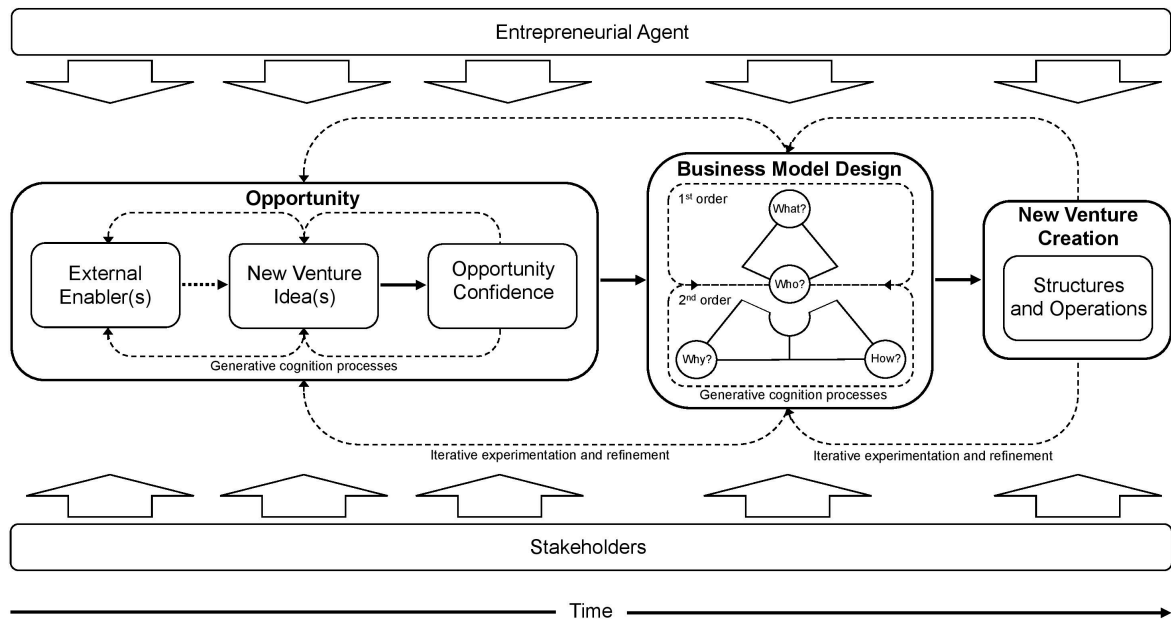 Entrepreneurial Agent
Opportunity
External
Enabler(s)
New Venture
Idea(s)
Opportunity
Confidence
Generative cognition processes
Business Model Design
1st order
What?
Who?
2nd order
Why?
How?
Generative cognition processes
New Venture
Creation
Structures
and Operations
Iterative experimentation and refinement
Iterative experimentation and refinement
Stakeholders
Time